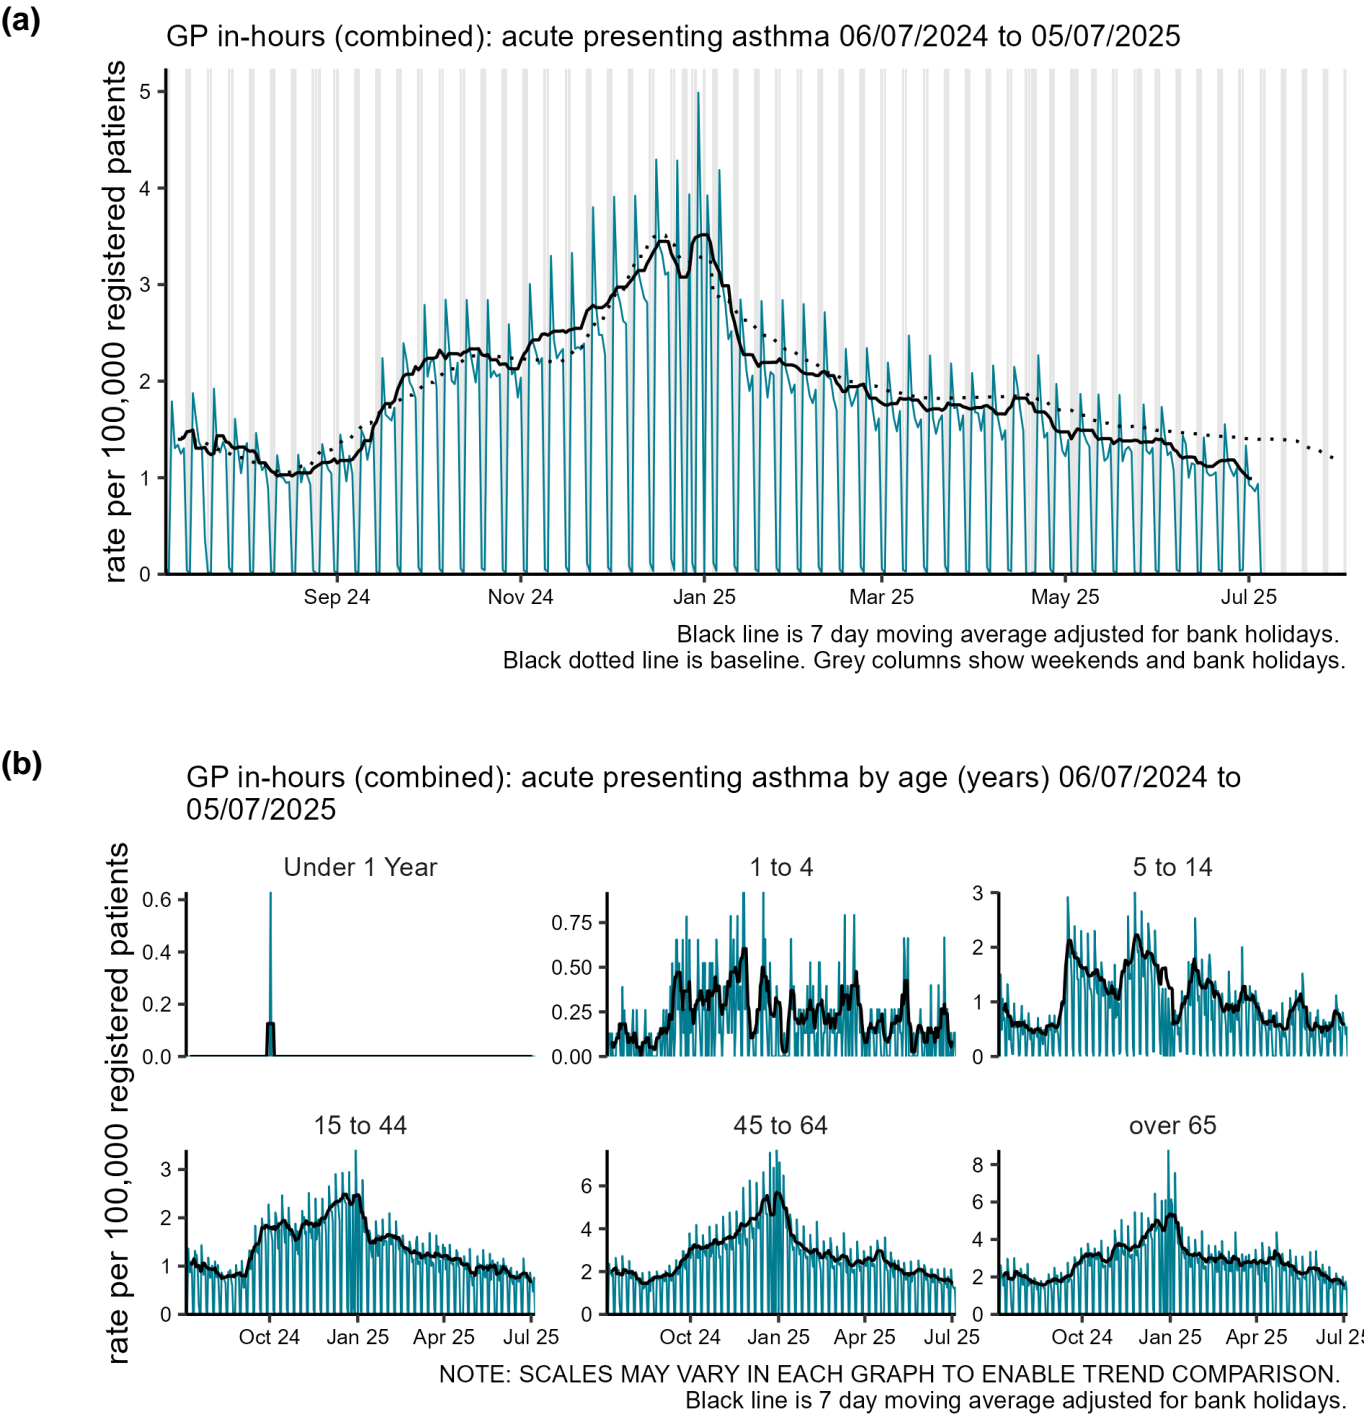 (a)
GP in-hours (combined): acute presenting asthma 06/07/2024 to 05/07/2025
rate per 100,000 registered patients
5
4
3
2
1
0
Sep 24 Nov 24 Jan 25 Mar 25 May 25 Jul 25
Black line is 7 day moving average adjusted for bank holidays.
Black dotted line is baseline. Grey columns show weekends and bank holidays.
(b)
GP in-hours (combined): acute presenting asthma by age (years) 06/07/2024 to
05/07/2025
rate per 100,000 registered patients
Under 1 Year
0.6
0.4
0.2
0.0
1 to 4
0.75
0.50
0.25
0.00
5 to 14
3
2
1
0
15 to 44
3
2
1
0
Oct 24 Jan 25 Apr 25 Jul 25
45 to 64
6
4
2
0
Oct 24 Jan 25 Apr 25 Jul 25
over 65
8
6
4
2
0
Oct 24 Jan 25 Apr 25 Jul 25
NOTE: SCALES MAY VARY IN EACH GRAPH TO ENABLE TREND COMPARISON.
Black line is 7 day moving average adjusted for bank holidays.